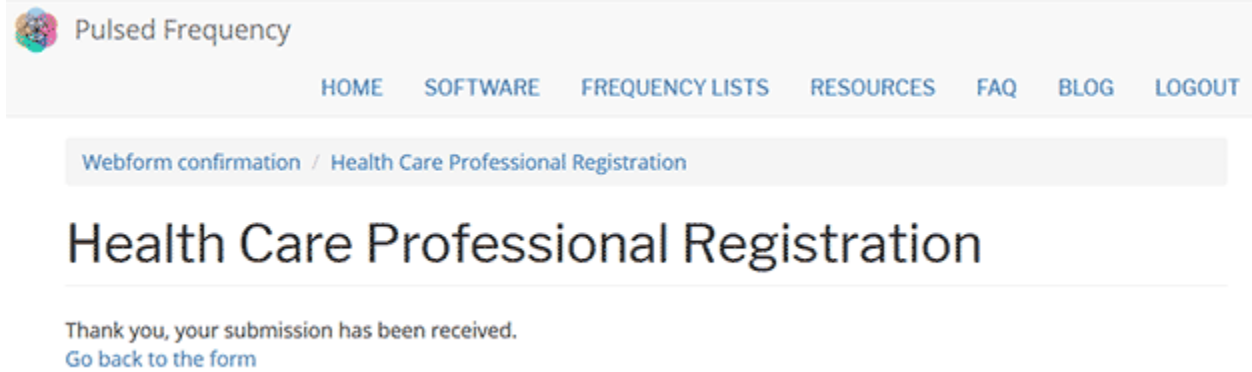 Pulsed Frequency
HOME SOFTWARE FREQUENCY LISTS RESOURCES FAQ BLOG LOGOUT
Webform confirmation / Health Care Professional Registration
Health Care Professional Registration
Thank you, your submission has been received.
Go back to the form